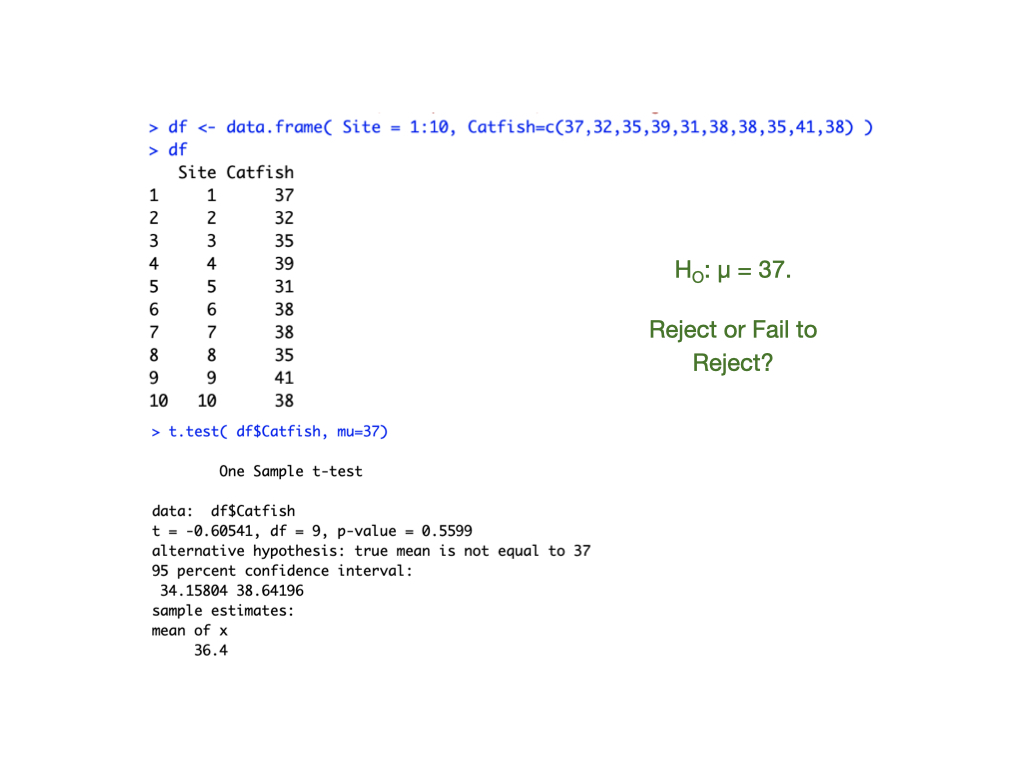 > df <- data.frame( Site = 1:10, Catfish=c(37,32,35,39,31,38,38,35,41,38) )
> df
Site Catfish
1 1 37
2 2 32
3 3 35
4 4 39
5 5 31
6 6 38
7 7 38
8 8 35
9 9 41
10 10 38
> t.test( df$Catfish, mu=37)
One Sample t-test
data: df$Catfish
t = -0.60541, df = 9, p-value = 0.5599
alternative hypothesis: true mean is not equal to 37
95 percent confidence interval:
34.15804 38.64196
sample estimates:
mean of x
36.4
HO: µ = 37.
Reject or Fail to
Reject?